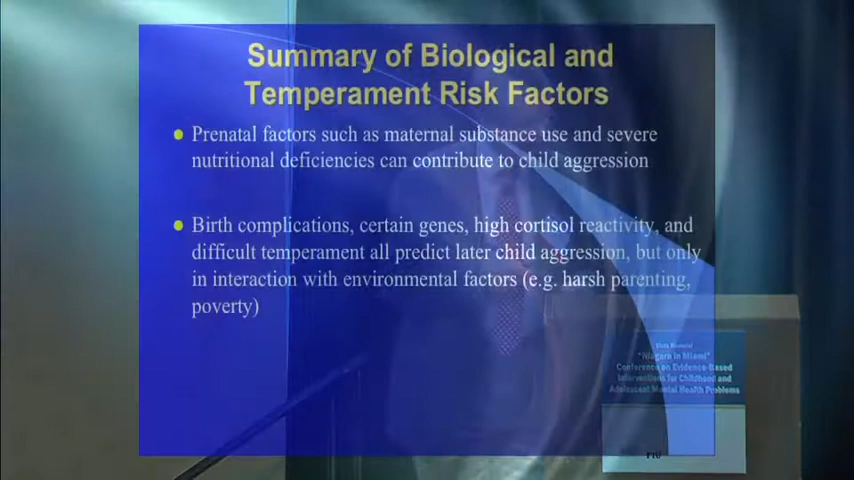 Summary of Biological and
Temperament Risk Factors
Prenatal factors such as maternal substance use and severe
nutritional deficiencies can contribute to child aggression
Birth complications, certain genes, high cortisol reactivity, and
difficult temperament all predict later child aggression, but only
in interaction with environmental factors (e.g. harsh parenting,
poverty)
"Niagara in Miami"
Conference on Evidence-Based
Interventions for Childhood and
Adolescent Mental Health Problems
FIU